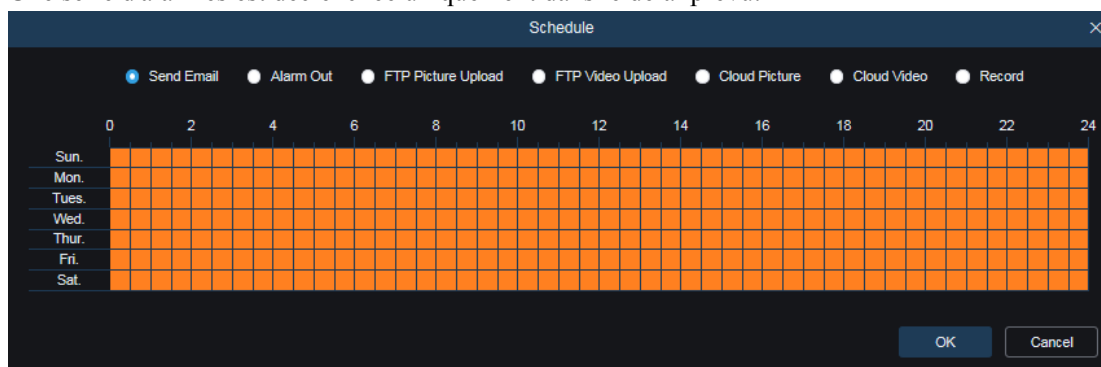 Schedule
Send Email Alarm Out FTP Picture Upload FTP Video Upload Cloud Picture Cloud Video Record
0 2 4 6 8 10 12 14 16 18 20 22 24
Sun.
Mon.
Tues.
Wed.
Thur.
Fri.
Sat.
OK Cancel